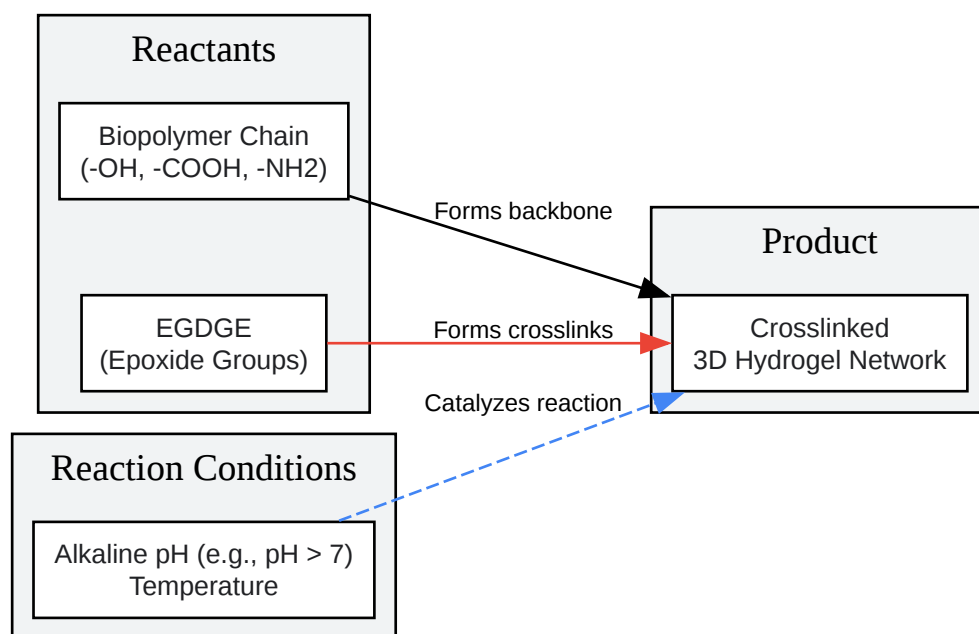 Reactants
Biopolymer Chain
(-OH, -COOH, -NH2)
Forms backbone
Product
EGDGE
(Epoxide Groups)
Forms crosslinks
Crosslinked
3D Hydrogel Network
Catalyzes reaction
Reaction Conditions
Alkaline pH (e.g., pH > 7)
Temperature